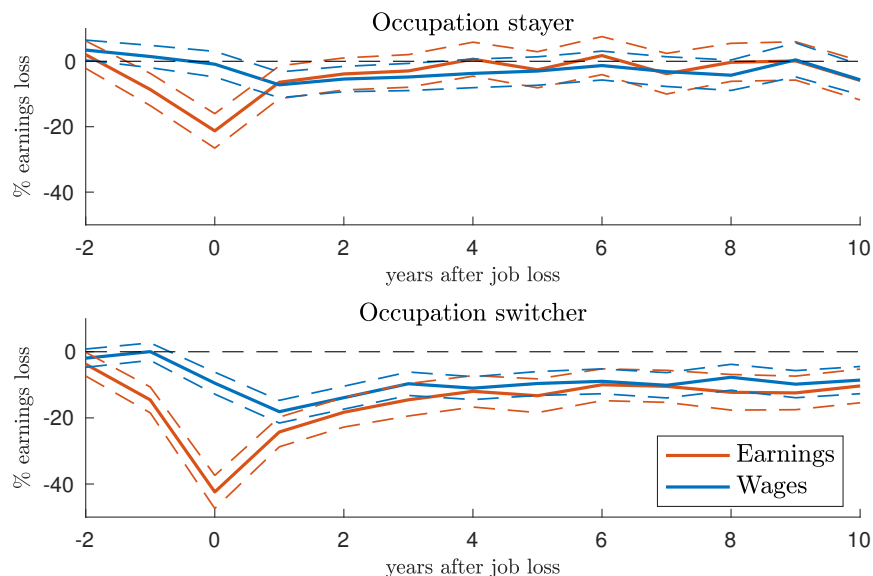 Occupation stayer
% earnings loss
0
-20
-40
-2 0 2 4 6 8 10
years after job loss
Occupation switcher
% earnings loss
0
-20
-40
Earnings
Wages
-2 0 2 4 6 8 10
years after job loss